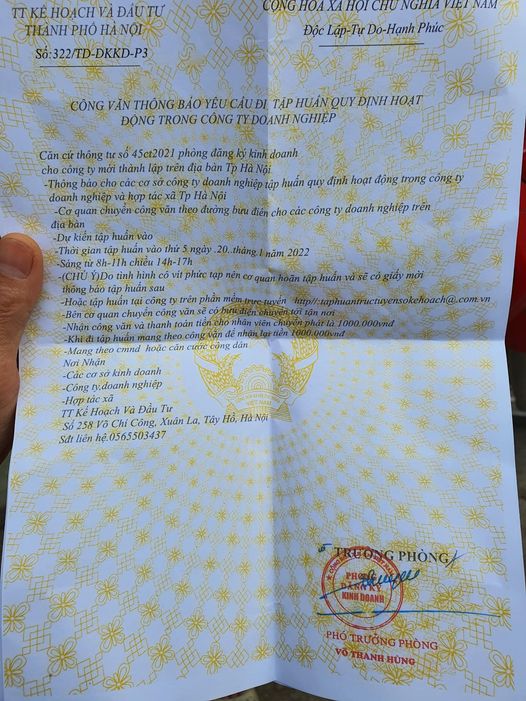 TT KẾ HOẠCH VÀ ĐẦU TƯ
THÀNH PHỐ HÀ NỘI
Số:322/TD-ĐKKD-P3
CỘNG HÒA XÃ HỘI CHỦ NGHĨA VIỆT NAM
Độc Lập-Tự Do-Hạnh Phúc
CÔNG VĂN THÔNG BÁO YÊU CẦU ĐI TẬP HUẤN QUY ĐỊNH HOẠT
ĐỘNG TRONG CÔNG TY DOANH NGHIỆP
Căn cứ thông tư số 45ct2021 phòng đăng ký kinh doanh
cho công ty mới thành lập trên địa bàn Tp Hà Nội
-Thông báo cho các cơ sở công ty doanh nghiệp tập huấn quy định hoạt động trong công ty
doanh nghiệp và hợp tác xã Tp Hà Nội
-Cơ quan chuyển công văn theo đường bưu điên cho các công ty doanh nghiệp trên
địa bàn
-Dự kiến tập huấn vào
-Thời gian tập huấn vào thứ 5 ngày .20..tháng.1 năm 2022
-Sáng từ 8h-11h chiều 14h-17h
-(CHÚ Ý)Do tình hình cô vit phức tạp nên cơ quan hoãn tập huấn và sẽ có giấy mới
thông báo tập huấn sau
-Hoặc tập huấn tại công ty trên phần mềm trực tuyến http//:taphuantructuyensokehoach@.com.vn
-Bên cơ quan chuyển công văn sẽ có bưu điện chuyển tới tận nơi
-Nhận công văn và thanh toán tiền cho nhân viên chuyển phát là 1000.000vnđ
-Khi đi tập huấn mang theo công văn để nhận lại tiền 1000.000vnđ
-Mang theo cmnd hoặc căn cước công dân
Nơi Nhận
-Các cơ sở kinh doanh
-Công ty,doanh nghiệp
-Hợp tác xã
TT Kế Hoạch Và Đầu Tư
Số 258 Võ Chí Công, Xuân La, Tây Hồ, Hà Nội
Sđt liên hệ.0565503437
VIỆT NAM
TRƯỞNG PHÒNG
PHÒNG
ĐĂNG KÝ
KINH DOANH
PHÓ TRƯỞNG PHÒNG
VÕ THANH HÙNG